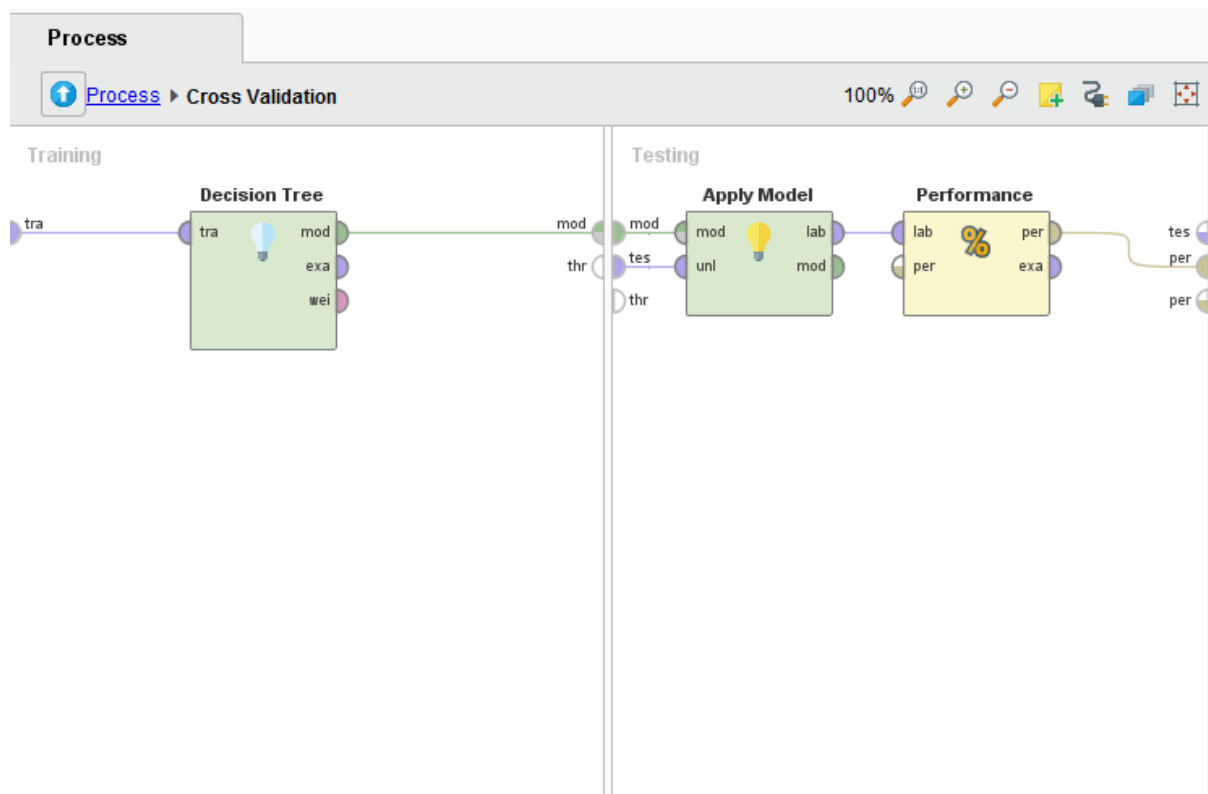 Process
Process Cross Validation 100%
Training Testing
Decision Tree Apply Model Performance
tra tra mod mod mod mod lab lab per tes
exa thr tes unl mod per exa per
wei thr per